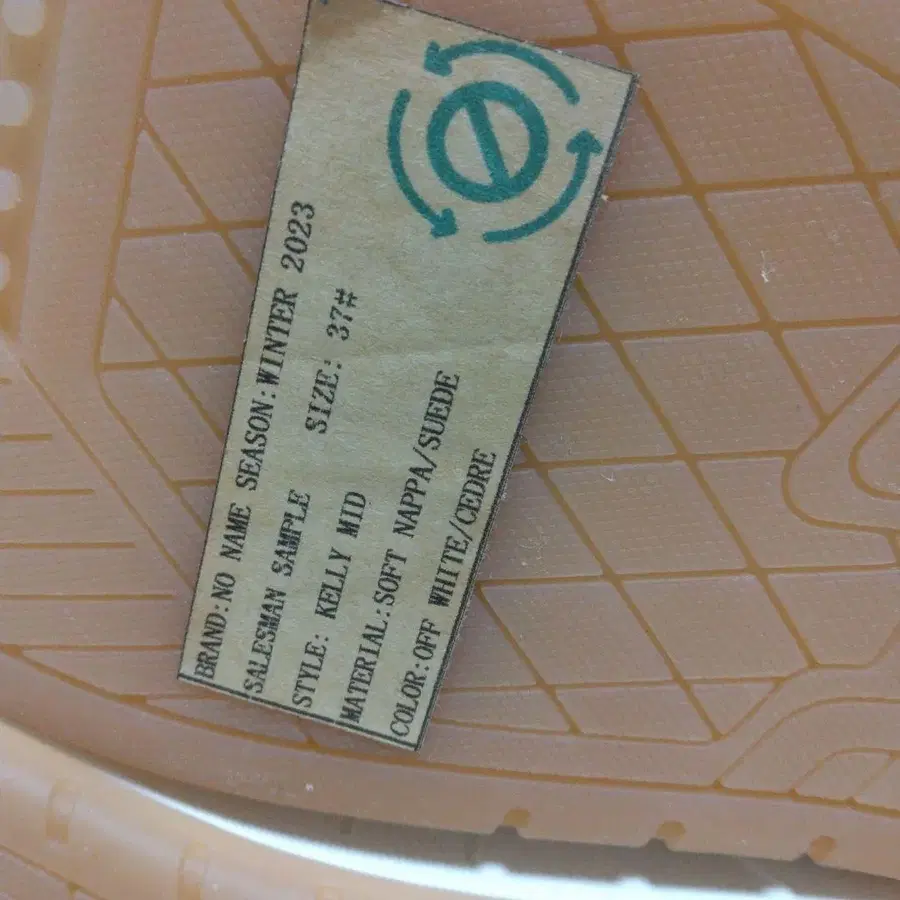 BRAND:NO NAME SEASON:WINTER 2023
SALESMAN SAMPLE SIZE: 37#
STYLE: KELLY MID
MATERIAL:SOFT NAPPA/SUEDE
COLOR:OFF WHITE/CEDRE